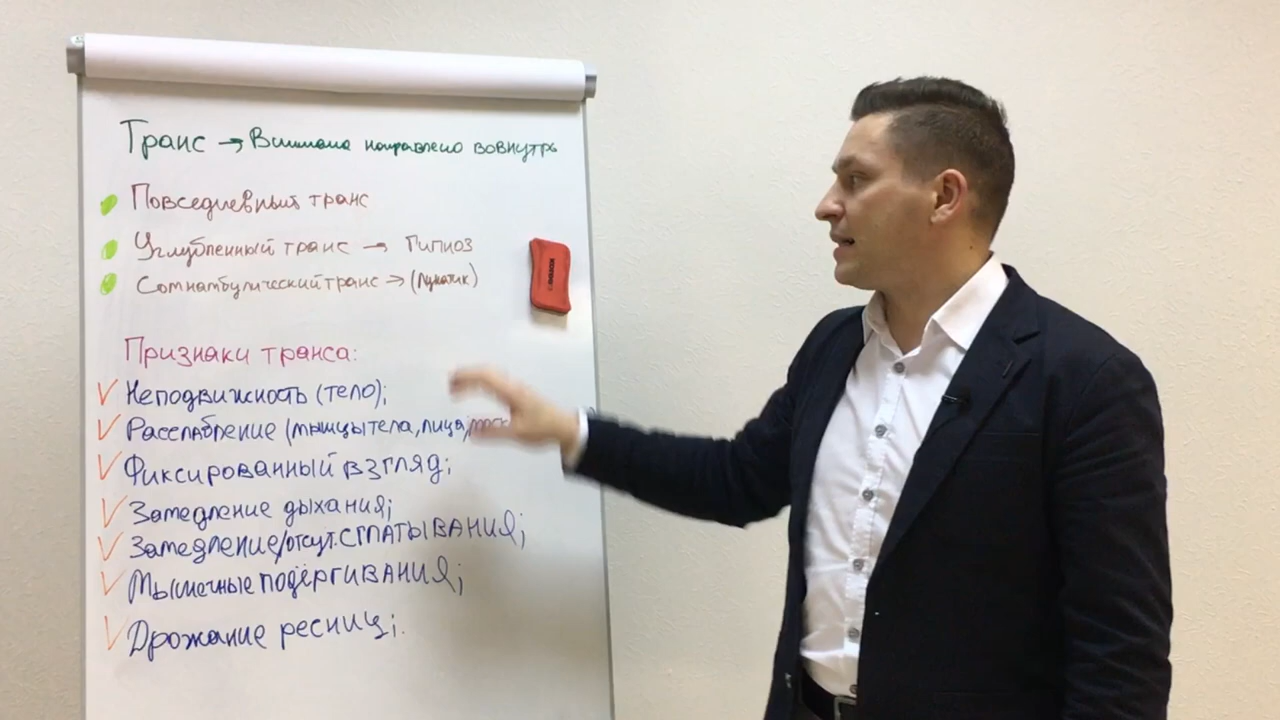 Транс → Внимание направлено вовнутрь
Повседневный транс
Углубленный транс → Гипноз
Сомнамбулический транс → (Лунатик)
Признаки транса:
Неподвижность (тело);
Расслабление (мышцы тела, лица,
Фиксированный взгляд;
Замедление дыхания;
Замедление/отсут. СГЛАТЫВАНИЯ;
Мышечные подёргивания;
Дрожание ресниц;